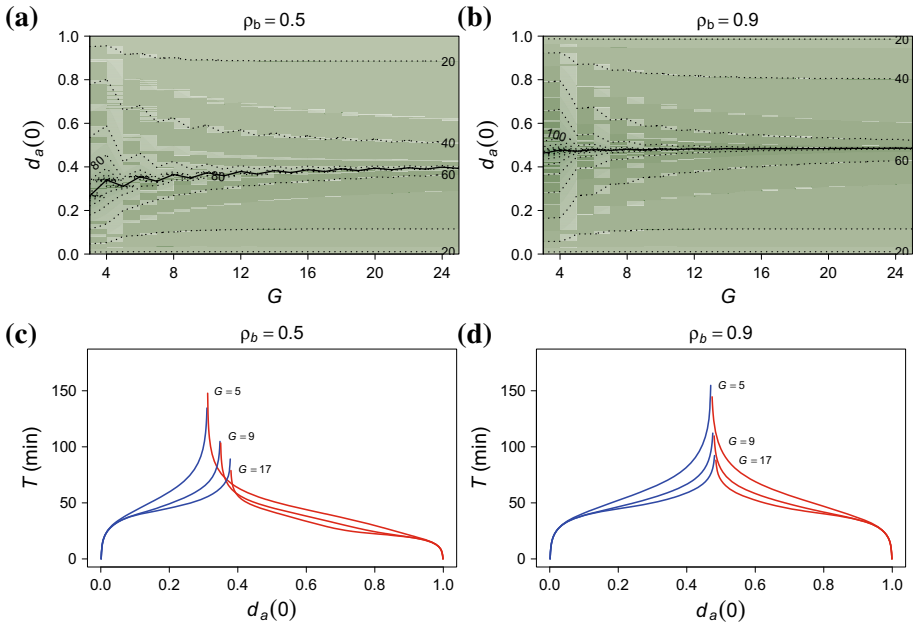 (a) ρb = 0.5
(b) ρb = 0.9
da(0)
1.0
0.8
0.6
0.4
0.2
0.0
20
40
60
20
80
80
4 8 12 16 20 24
G
da(0)
1.0
0.8
0.6
0.4
0.2
0.0
20
40
60
20
100
4 8 12 16 20 24
G
(c) ρb = 0.5
(d) ρb = 0.9
T (min)
150
100
50
0
G = 5
G = 9
G = 17
0.0 0.2 0.4 0.6 0.8 1.0
da(0)
T (min)
150
100
50
0
G = 5
G = 9
G = 17
0.0 0.2 0.4 0.6 0.8 1.0
da(0)